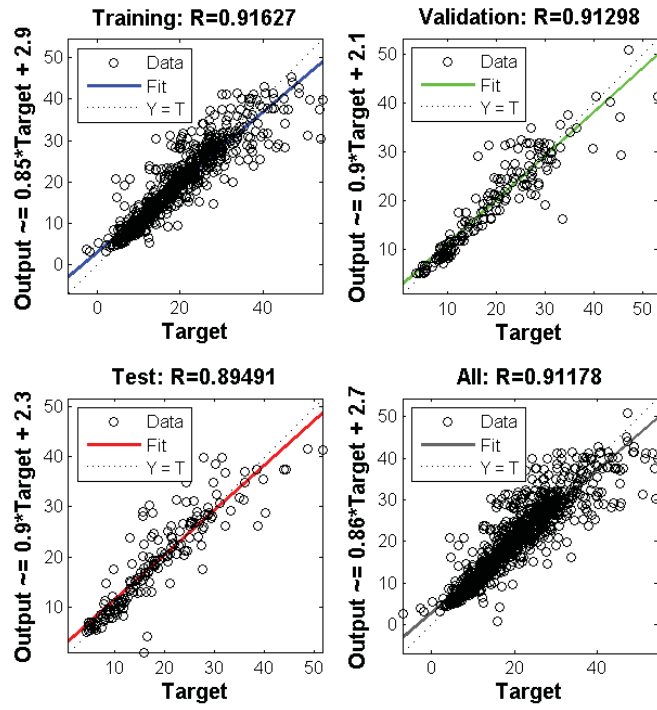 Training: R=0.91627
Output ~= 0.85*Target + 2.9
50
40
30
20
10
0
Data
Fit
Y = T
0
20
40
Target
Validation: R=0.91298
Output ~= 0.9*Target + 2.1
50
40
30
20
10
Data
Fit
Y = T
10
20
30
40
50
Target
Test: R=0.89491
Output ~= 0.9*Target + 2.3
50
40
30
20
10
Data
Fit
Y = T
10
20
30
40
50
Target
All: R=0.91178
Output ~= 0.86*Target + 2.7
50
40
30
20
10
0
Data
Fit
Y = T
0
20
40
Target